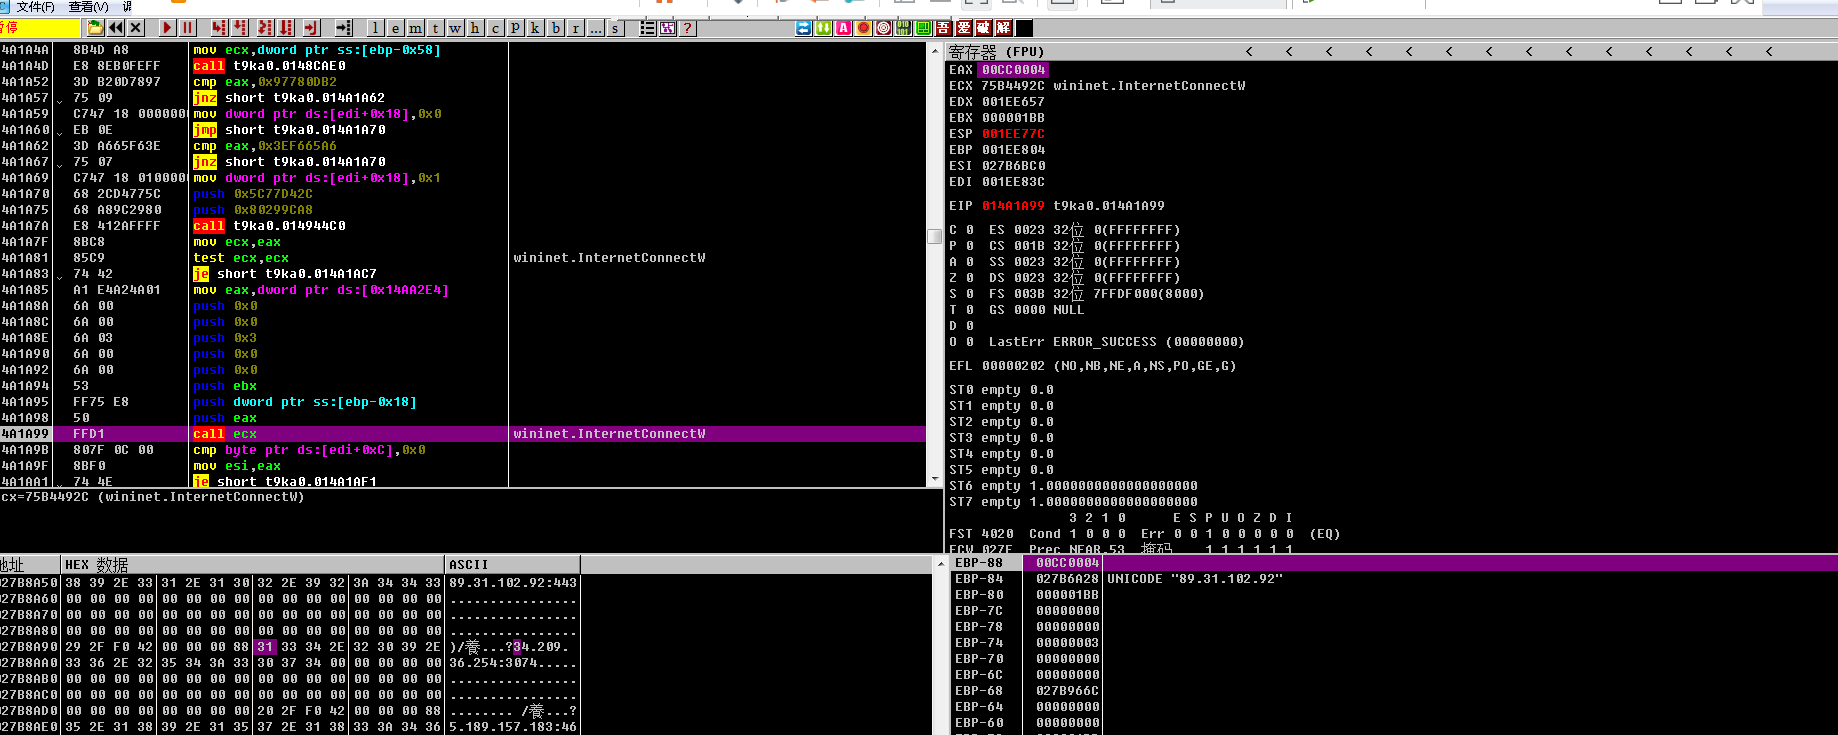 文件(F) 查看(V) 调
暂停
l e m t w h c p k b r ... s ?
吾 爱 破 解
4A1A4A 8B4D A8 mov ecx,dword ptr ss:[ebp-0x58]
4A1A4D E8 8EB0FEFF call t9ka0.0148CAE0
4A1A52 3D B20D7897 cmp eax,0x97780DB2
4A1A57 75 09 jnz short t9ka0.014A1A62
4A1A59 C747 18 0000000 mov dword ptr ds:[edi+0x18],0x0
4A1A60 EB 0E jmp short t9ka0.014A1A70
4A1A62 3D A665F63E cmp eax,0x3EF665A6
4A1A67 75 07 jnz short t9ka0.014A1A70
4A1A69 C747 18 0100000 mov dword ptr ds:[edi+0x18],0x1
4A1A70 68 2CD4775C push 0x5C77D42C
4A1A75 68 A89C2980 push 0x80299CA8
4A1A7A E8 412AFFFF call t9ka0.014944C0
4A1A7F 8BC8 mov ecx,eax
4A1A81 85C9 test ecx,ecx wininet.InternetConnectW
4A1A83 74 42 je short t9ka0.014A1AC7
4A1A85 A1 E4A24A01 mov eax,dword ptr ds:[0x14AA2E4]
4A1A8A 6A 00 push 0x0
4A1A8C 6A 00 push 0x0
4A1A8E 6A 03 push 0x3
4A1A90 6A 00 push 0x0
4A1A92 6A 00 push 0x0
4A1A94 53 push ebx
4A1A95 FF75 E8 push dword ptr ss:[ebp-0x18]
4A1A98 50 push eax
4A1A99 FFD1 call ecx wininet.InternetConnectW
4A1A9B 807F 0C 00 cmp byte ptr ds:[edi+0xC],0x0
4A1A9F 8BF0 mov esi,eax
4A1AA1 74 4E je short t9ka0.014A1AF1
cx=75B4492C (wininet.InternetConnectW)
寄存器 (FPU) < < < < < < < < < < < < < <
EAX 00CC0004
ECX 75B4492C wininet.InternetConnectW
EDX 001EE657
EBX 000001BB
ESP 001EE77C
EBP 001EE804
ESI 027B6BC0
EDI 001EE83C
EIP 014A1A99 t9ka0.014A1A99
C 0 ES 0023 32位 0(FFFFFFFF)
P 0 CS 001B 32位 0(FFFFFFFF)
A 0 SS 0023 32位 0(FFFFFFFF)
Z 0 DS 0023 32位 0(FFFFFFFF)
S 0 FS 003B 32位 7FFDF000(8000)
T 0 GS 0000 NULL
D 0
O 0 LastErr ERROR_SUCCESS (00000000)
EFL 00000202 (NO,NB,NE,A,NS,PO,GE,G)
ST0 empty 0.0
ST1 empty 0.0
ST2 empty 0.0
ST3 empty 0.0
ST4 empty 0.0
ST5 empty 0.0
ST6 empty 1.0000000000000000000
ST7 empty 1.0000000000000000000
3 2 1 0 E S P U O Z D I
FST 4020 Cond 1 0 0 0 Err 0 0 1 0 0 0 0 0 (EQ)
FCW 027F Prec NEAR,53 掩码 1 1 1 1 1 1
地址 HEX 数据 ASCII
027B8A50 38 39 2E 33 31 2E 31 30 32 2E 39 32 3A 34 34 33 89.31.102.92:443
027B8A60 00 00 00 00 00 00 00 00 00 00 00 00 00 00 00 00 ................
027B8A70 00 00 00 00 00 00 00 00 00 00 00 00 00 00 00 00 ................
027B8A80 00 00 00 00 00 00 00 00 00 00 00 00 00 00 00 00 ................
027B8A90 29 2F F0 42 00 00 00 88 31 33 34 2E 32 30 39 2E )/養...?34.209.
027B8AA0 33 36 2E 32 35 34 3A 33 30 37 34 00 00 00 00 00 36.254:3074.....
027B8AB0 00 00 00 00 00 00 00 00 00 00 00 00 00 00 00 00 ................
027B8AC0 00 00 00 00 00 00 00 00 00 00 00 00 00 00 00 00 ................
027B8AD0 00 00 00 00 00 00 00 00 20 2F F0 42 00 00 00 88 ........ /養...?
027B8AE0 35 2E 31 38 39 2E 31 35 37 2E 31 38 33 3A 34 36 5.189.157.183:46
EBP-88 00CC0004
EBP-84 027B6A28 UNICODE "89.31.102.92"
EBP-80 000001BB
EBP-7C 00000000
EBP-78 00000000
EBP-74 00000003
EBP-70 00000000
EBP-6C 00000000
EBP-68 027B966C
EBP-64 00000000
EBP-60 00000000